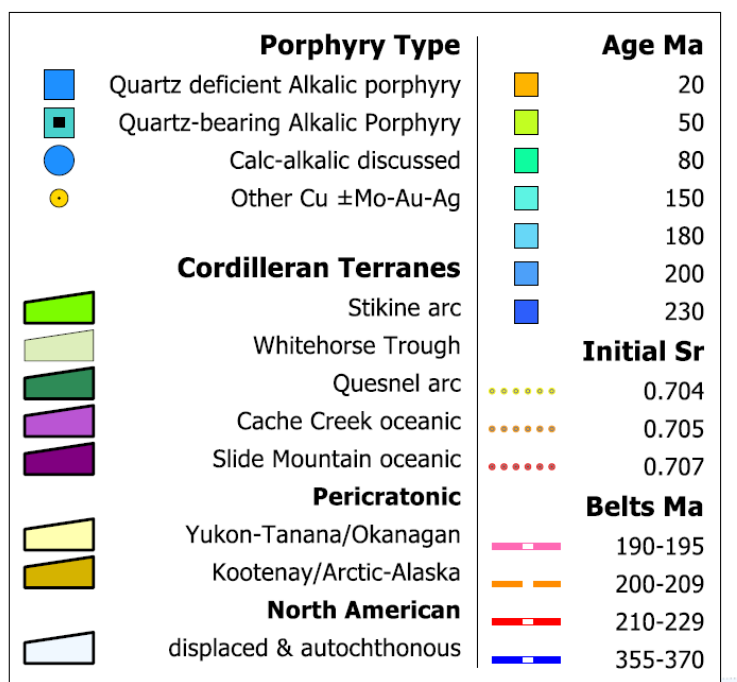 Porphyry Type
Quartz deficient Alkalic porphyry
Quartz-bearing Alkalic Porphyry
Calc-alkalic discussed
Other Cu ±Mo-Au-Ag
Cordilleran Terranes
Stikine arc
Whitehorse Trough
Quesnel arc
Cache Creek oceanic
Slide Mountain oceanic
Pericratonic
Yukon-Tanana/Okanagan
Kootenay/Arctic-Alaska
North American
displaced & autochthonous
Age Ma
20
50
80
150
180
200
230
Initial Sr
0.704
0.705
0.707
Belts Ma
190-195
200-209
210-229
355-370